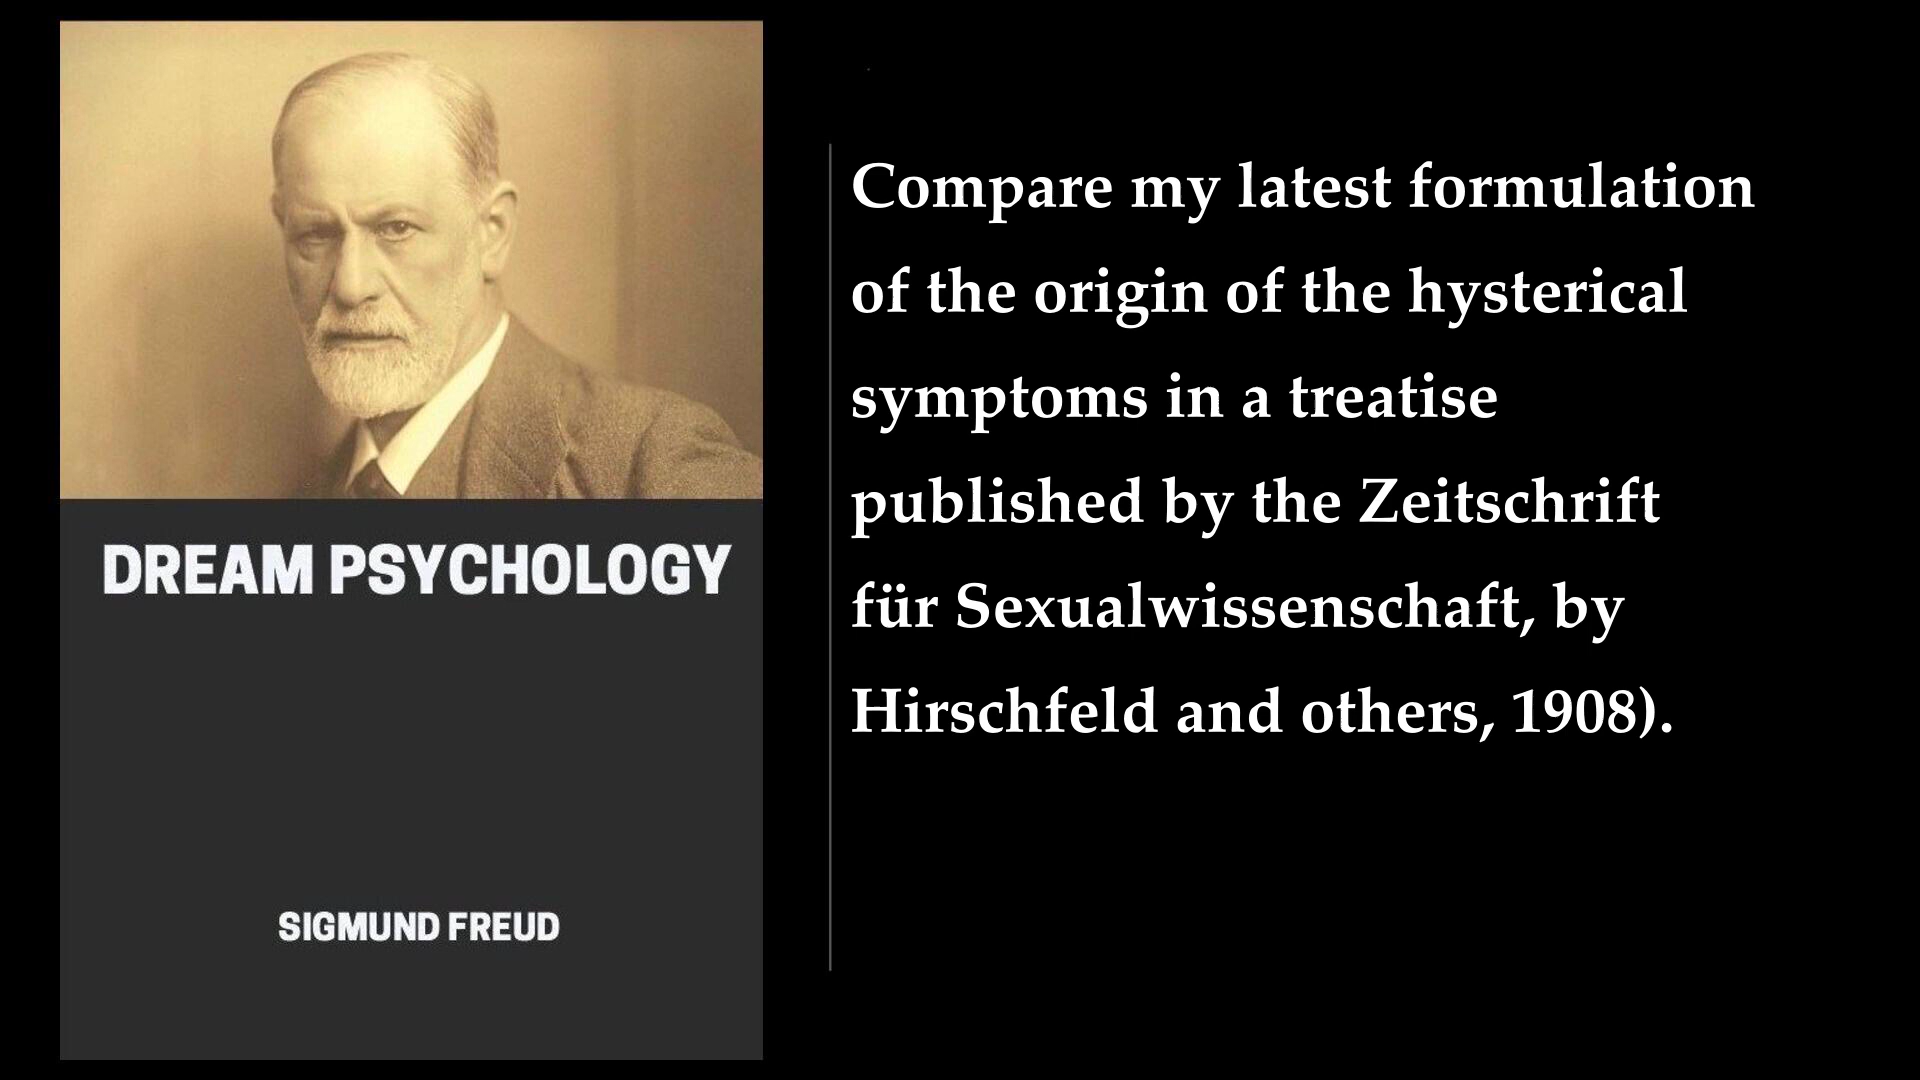 DREAM PSYCHOLOGY
SIGMUND FREUD
Compare my latest formulation
of the origin of the hysterical
symptoms in a treatise
published by the Zeitschrift
für Sexualwissenschaft, by
Hirschfeld and others, 1908).